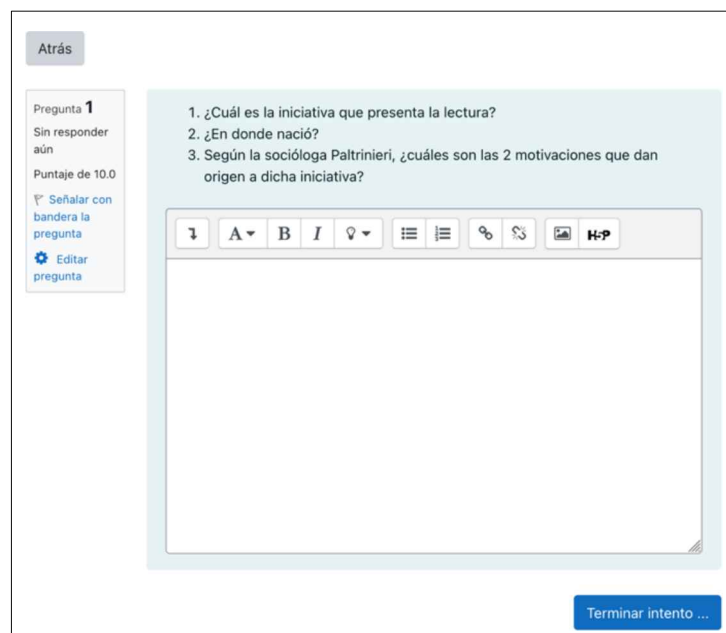 Atrás
Pregunta 1
Sin responder
aún
Puntaje de 10.0
Señalar con
bandera la
pregunta
Editar
pregunta
1. ¿Cuál es la iniciativa que presenta la lectura?
2. ¿En donde nació?
3. Según la socióloga Paltrinieri, ¿cuáles son las 2 motivaciones que dan
origen a dicha iniciativa?
A B I H-P
Terminar intento ...